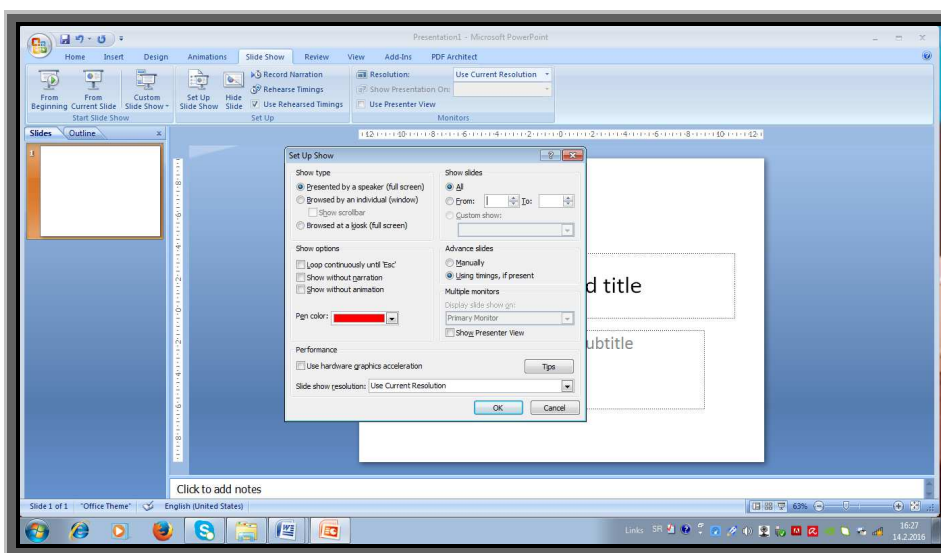 Presentation1 - Microsoft PowerPoint
Home Insert Design Animations Slide Show Review View Add-Ins PDF Architect
From Beginning
From Current Slide
Custom Slide Show
Start Slide Show
Set Up Slide Show
Hide Slide
Record Narration
Rehearse Timings
Use Rehearsed Timings
Set Up
Resolution: Use Current Resolution
Show Presentation On:
Use Presenter View
Monitors
Slides Outline x
1
Set Up Show
Show type
Presented by a speaker (full screen)
Browsed by an individual (window)
Show scrollbar
Browsed at a kiosk (full screen)
Show slides
All
From: To:
Custom show:
Show options
Loop continuously until 'Esc'
Show without narration
Show without animation
Pen color:
Advance slides
Manually
Using timings, if present
Multiple monitors
Display slide show on:
Primary Monitor
Show Presenter View
Performance
Use hardware graphics acceleration
Tips
Slide show resolution: Use Current Resolution
OK Cancel
d title
ubtitle
Click to add notes
Slide 1 of 1 "Office Theme" English (United States) 63%
Links SR 16:27
14.2.2016